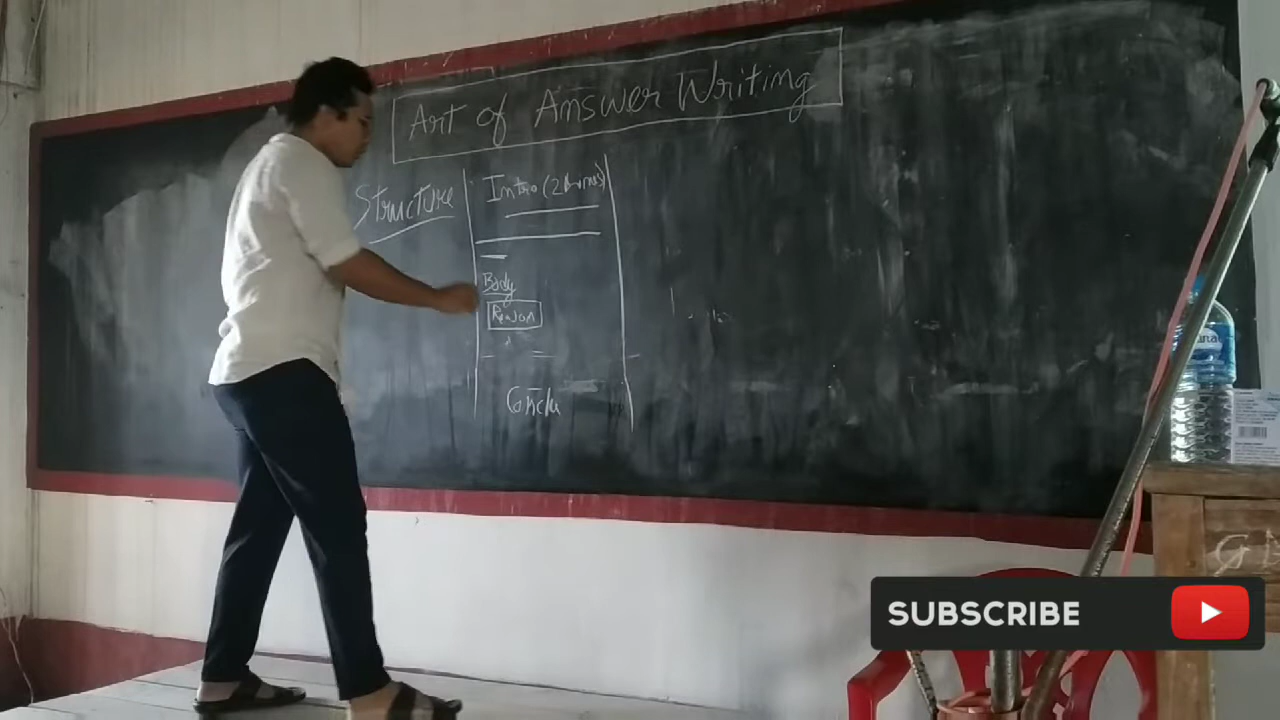 Art of Answer Writing
Structure
Intro (2 lines)
Body
Reason
Conclu
SUBSCRIBE